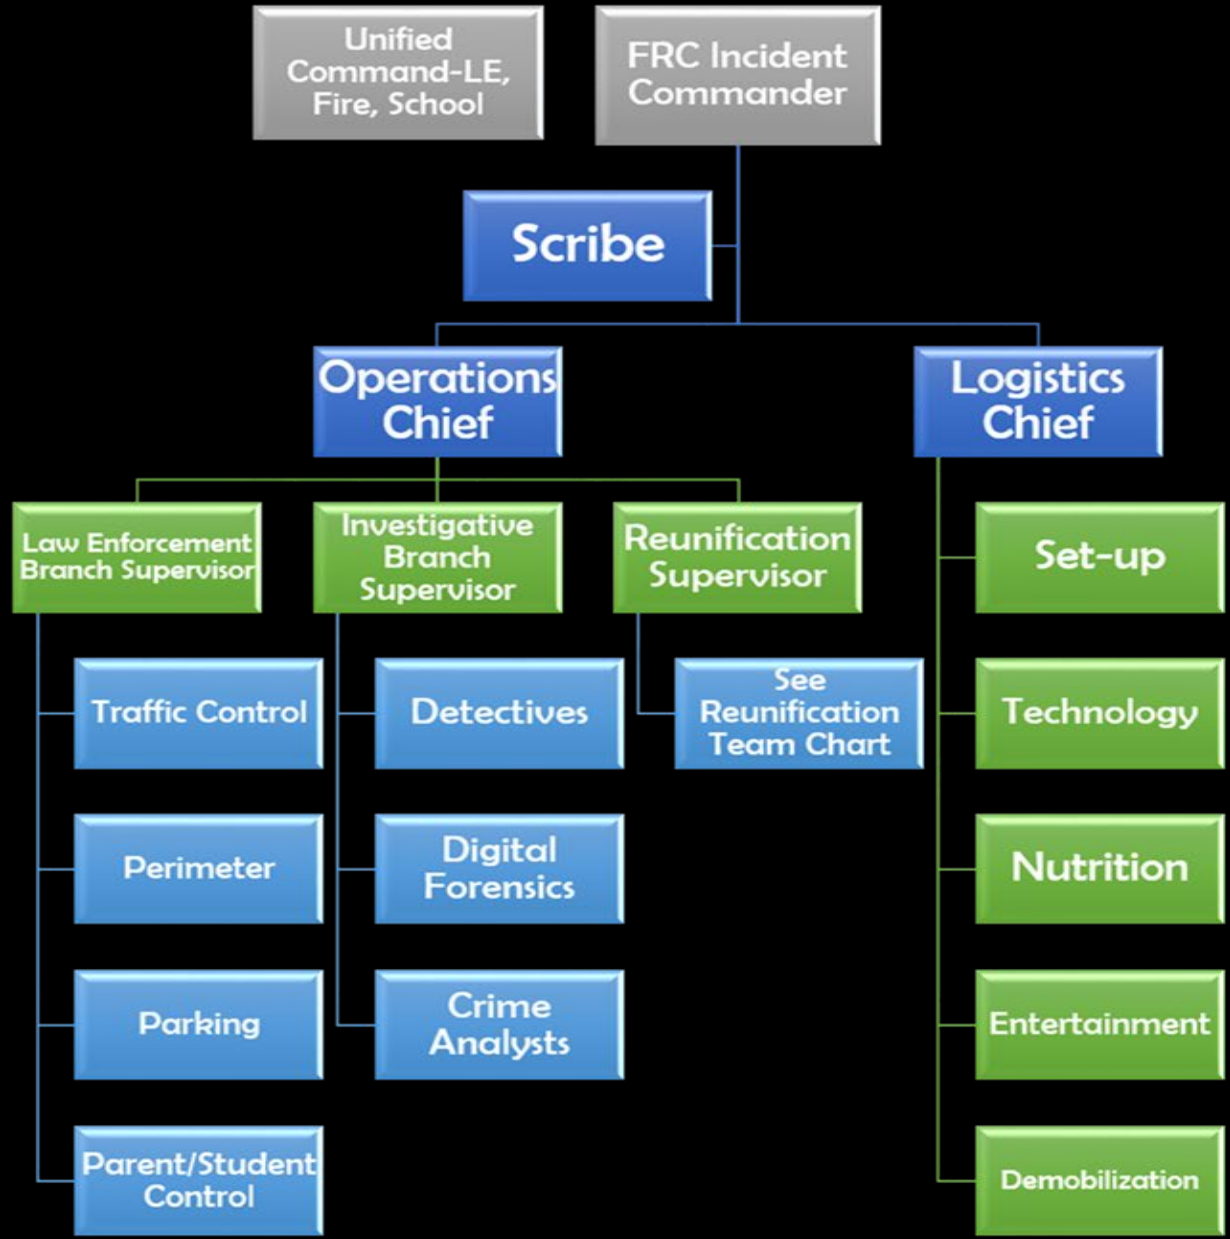 Unified
Command-LE,
Fire, School
FRC Incident
Commander
Scribe
Operations
Chief
Logistics
Chief
Law Enforcement
Branch Supervisor
Investigative
Branch
Supervisor
Reunification
Supervisor
Set-up
Traffic Control
Detectives
See
Reunification
Team Chart
Technology
Perimeter
Digital
Forensics
Nutrition
Parking
Crime
Analysts
Entertainment
Parent/Student
Control
Demobilization